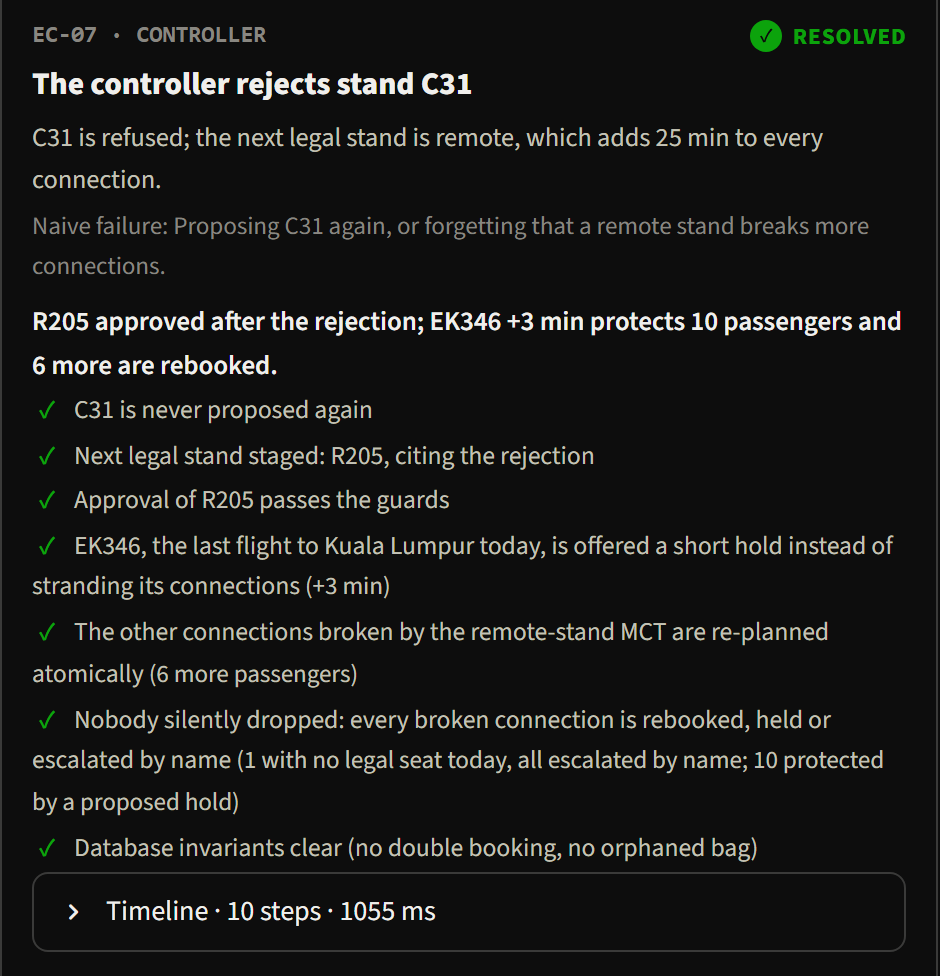 EC-07 • CONTROLLER
✓ RESOLVED
The controller rejects stand C31
C31 is refused; the next legal stand is remote, which adds 25 min to every
connection.
Naive failure: Proposing C31 again, or forgetting that a remote stand breaks more
connections.
R205 approved after the rejection; EK346 +3 min protects 10 passengers and
6 more are rebooked.
✓ C31 is never proposed again
✓ Next legal stand staged: R205, citing the rejection
✓ Approval of R205 passes the guards
✓ EK346, the last flight to Kuala Lumpur today, is offered a short hold instead of
stranding its connections (+3 min)
✓ The other connections broken by the remote-stand MCT are re-planned
atomically (6 more passengers)
✓ Nobody silently dropped: every broken connection is rebooked, held or
escalated by name (1 with no legal seat today, all escalated by name; 10 protected
by a proposed hold)
✓ Database invariants clear (no double booking, no orphaned bag)
› Timeline · 10 steps · 1055 ms